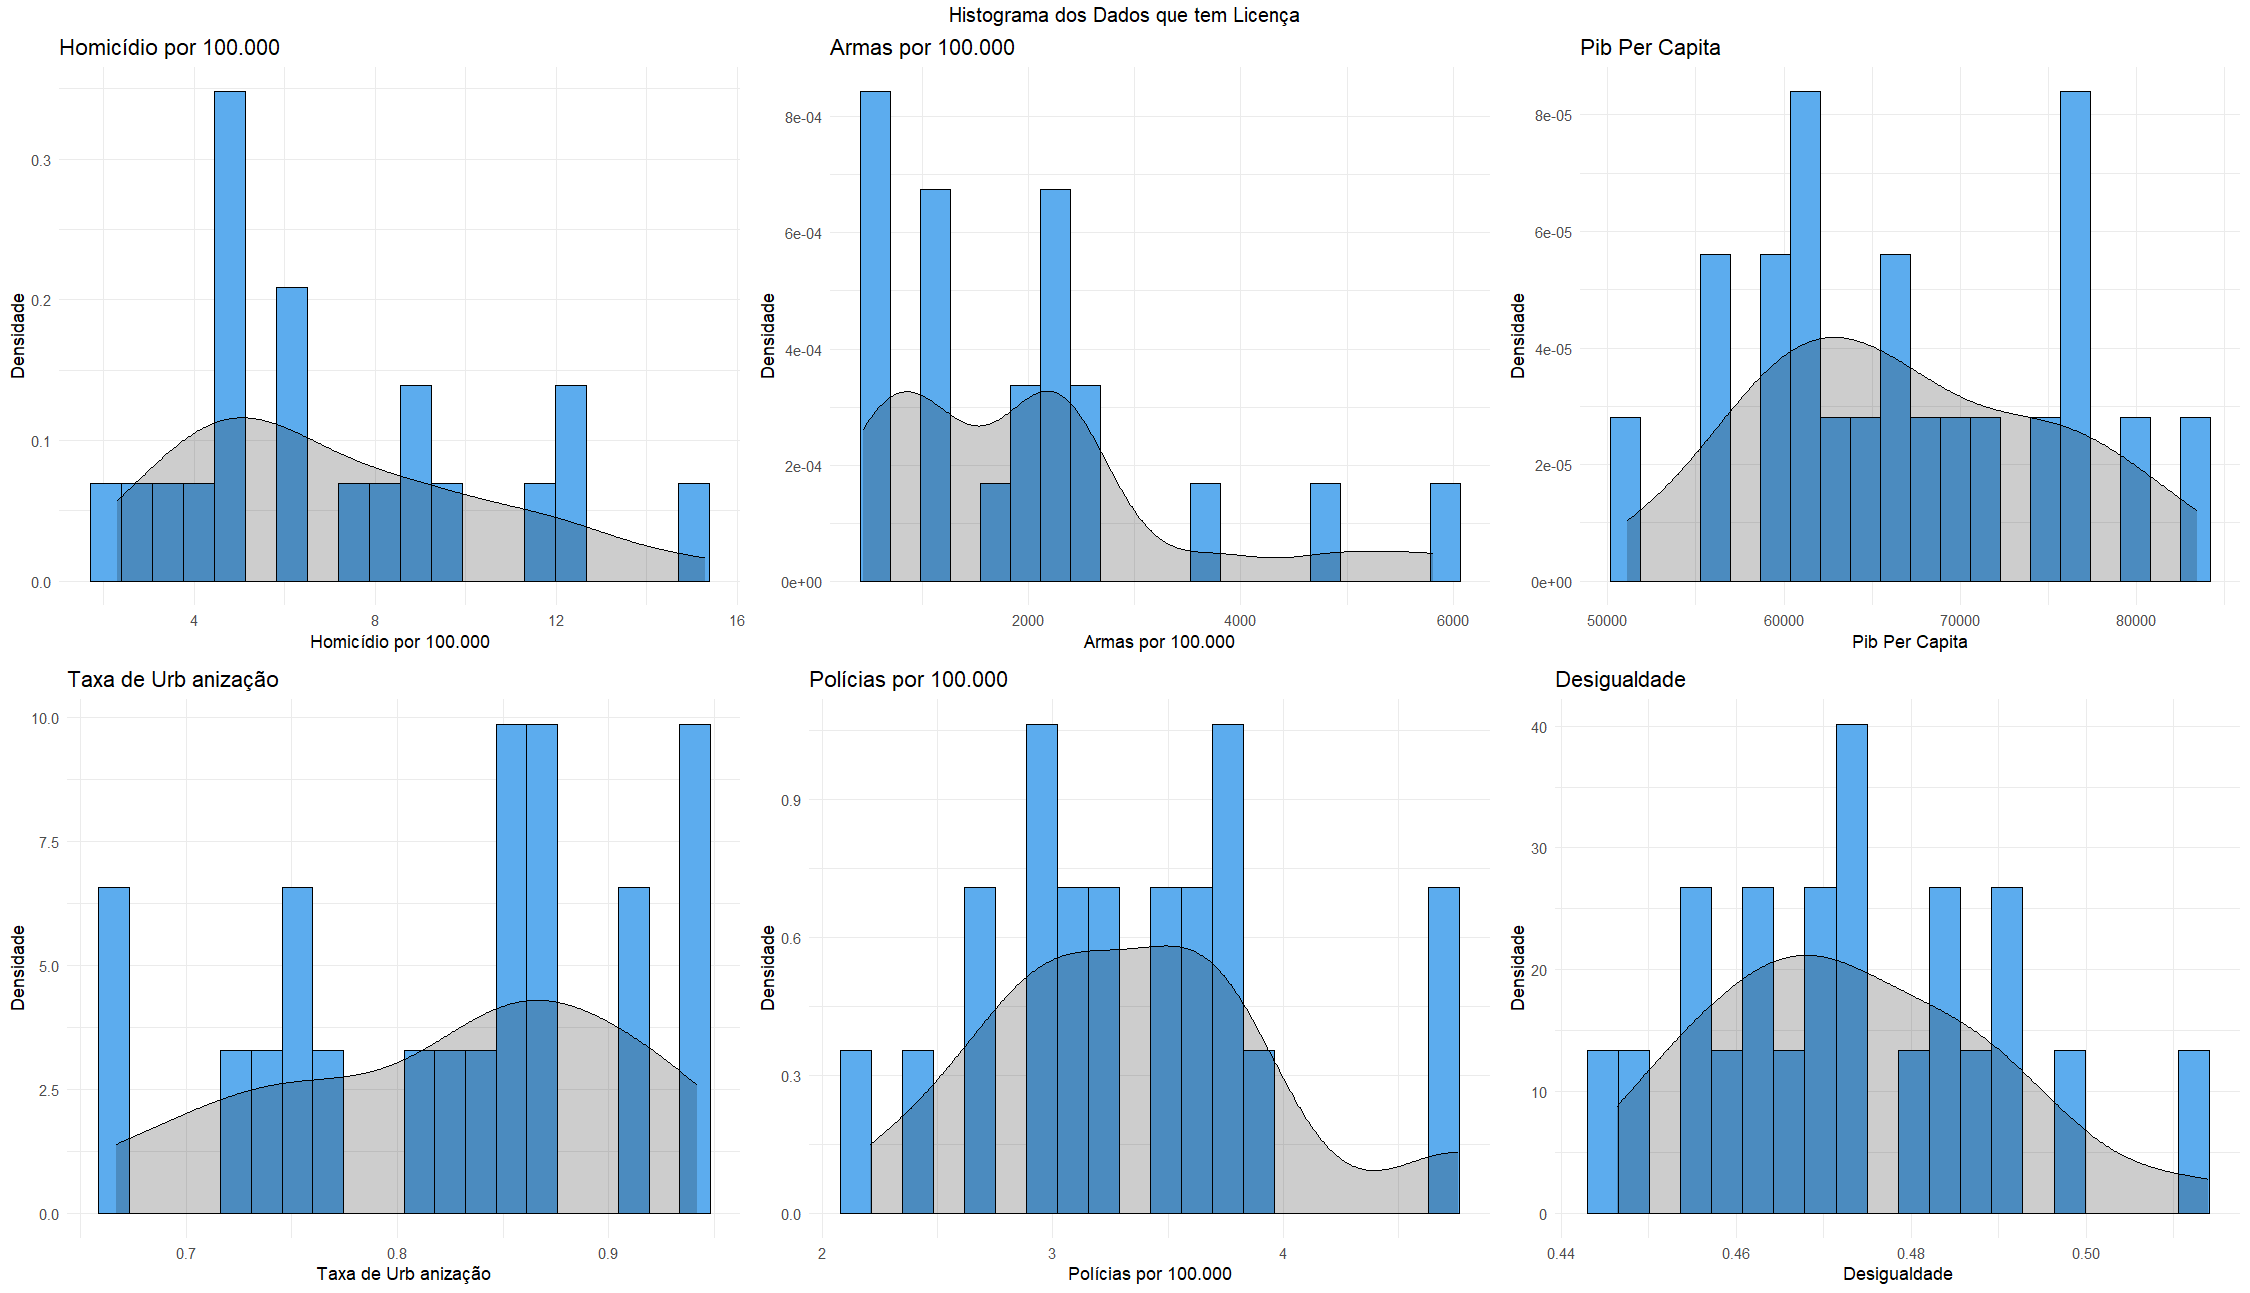 Histograma dos Dados que tem Licença
Homicídio por 100.000
Densidade
0.3
0.2
0.1
0.0
4 8 12 16
Homicídio por 100.000
Armas por 100.000
Densidade
8e-04
6e-04
4e-04
2e-04
0e+00
2000 4000 6000
Armas por 100.000
Pib Per Capita
Densidade
8e-05
6e-05
4e-05
2e-05
0e+00
50000 60000 70000 80000
Pib Per Capita
Taxa de Urb anização
Densidade
10.0
7.5
5.0
2.5
0.0
0.7 0.8 0.9
Taxa de Urb anização
Polícias por 100.000
Densidade
0.9
0.6
0.3
0.0
2 3 4
Polícias por 100.000
Desigualdade
Densidade
40
30
20
10
0
0.44 0.46 0.48 0.50
Desigualdade